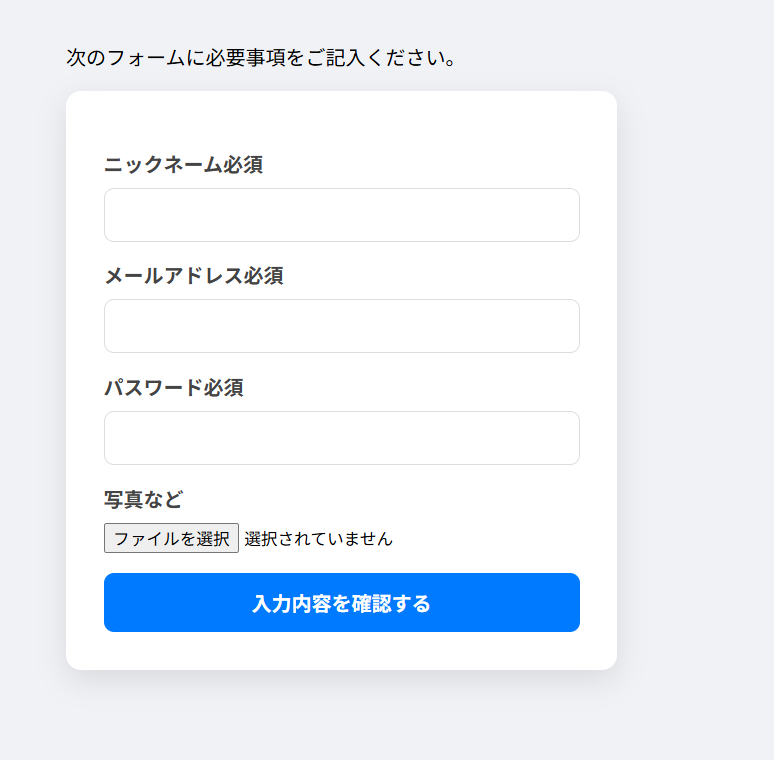 次のフォームに必要事項をご記入ください。
ニックネーム必須
メールアドレス必須
パスワード必須
写真など
ファイルを選択 選択されていません
入力内容を確認する